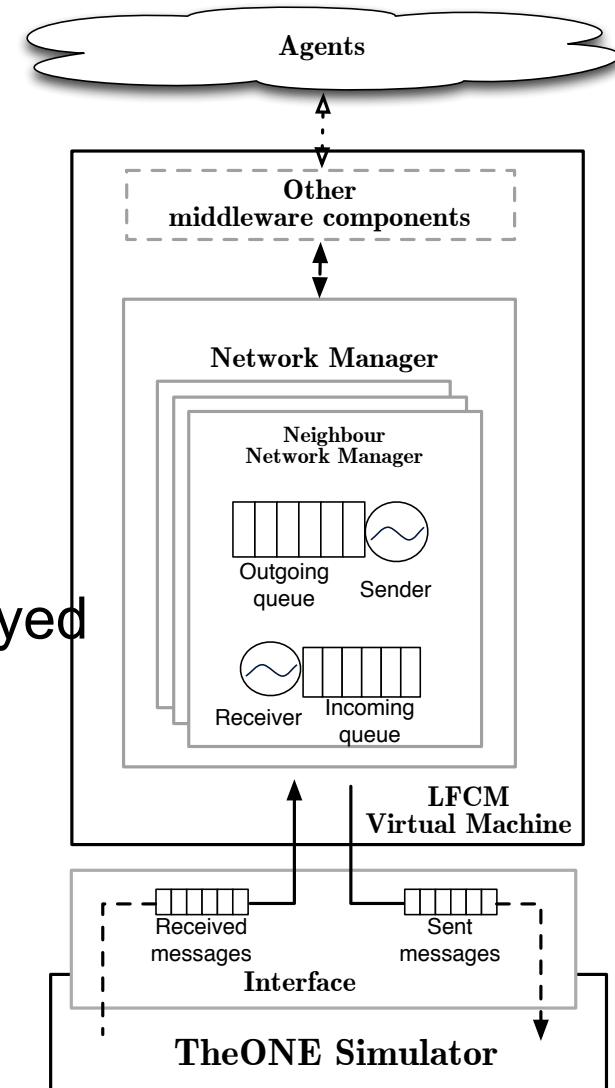 Agents
Other
middleware components
Network Manager
Neighbour
Network Manager
Outgoing
queue
Sender
yed
Receiver
Incoming
queue
LFCM
Virtual Machine
Received
messages
Sent
messages
Interface
TheONE Simulator